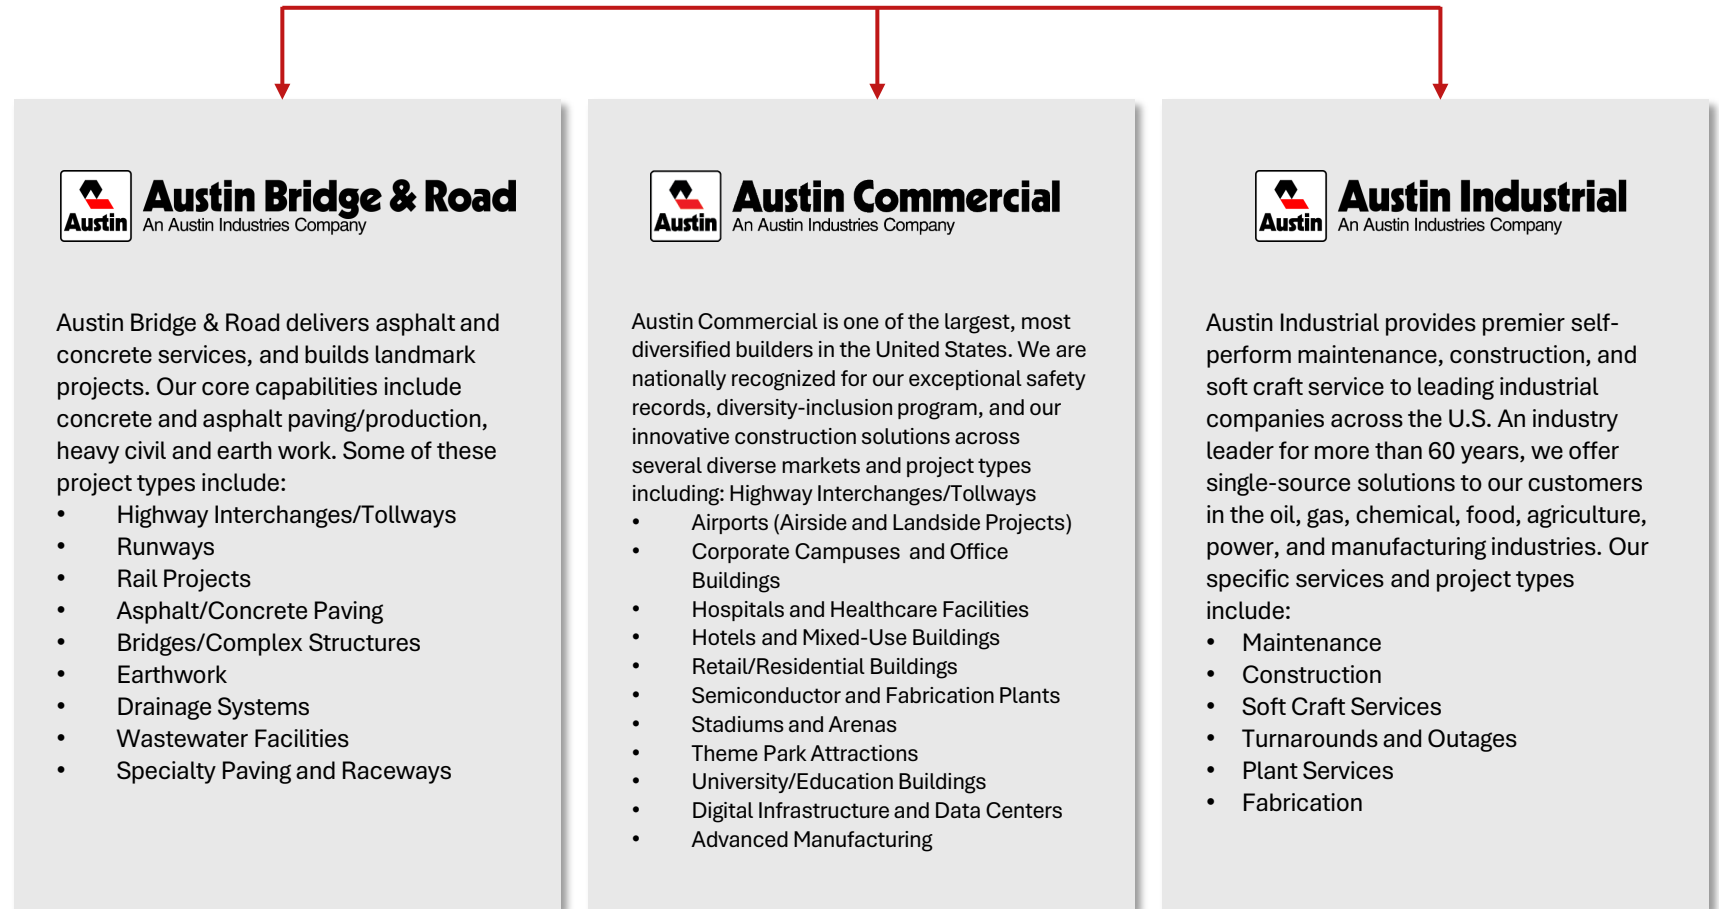 Austin
Austin Bridge & Road
An Austin Industries Company
Austin Bridge & Road delivers asphalt and
concrete services, and builds landmark
projects. Our core capabilities include
concrete and asphalt paving/production,
heavy civil and earth work. Some of these
project types include:
• Highway Interchanges/Tollways
• Runways
• Rail Projects
• Asphalt/Concrete Paving
• Bridges/Complex Structures
• Earthwork
• Drainage Systems
• Wastewater Facilities
• Specialty Paving and Raceways
Austin
Austin Commercial
An Austin Industries Company
Austin Commercial is one of the largest, most
diversified builders in the United States. We are
nationally recognized for our exceptional safety
records, diversity-inclusion program, and our
innovative construction solutions across
several diverse markets and project types
including: Highway Interchanges/Tollways
• Airports (Airside and Landside Projects)
• Corporate Campuses and Office
Buildings
• Hospitals and Healthcare Facilities
• Hotels and Mixed-Use Buildings
• Retail/Residential Buildings
• Semiconductor and Fabrication Plants
• Stadiums and Arenas
• Theme Park Attractions
• University/Education Buildings
• Digital Infrastructure and Data Centers
• Advanced Manufacturing
Austin
Austin Industrial
An Austin Industries Company
Austin Industrial provides premier self-
perform maintenance, construction, and
soft craft service to leading industrial
companies across the U.S. An industry
leader for more than 60 years, we offer
single-source solutions to our customers
in the oil, gas, chemical, food, agriculture,
power, and manufacturing industries. Our
specific services and project types
include:
• Maintenance
• Construction
• Soft Craft Services
• Turnarounds and Outages
• Plant Services
• Fabrication